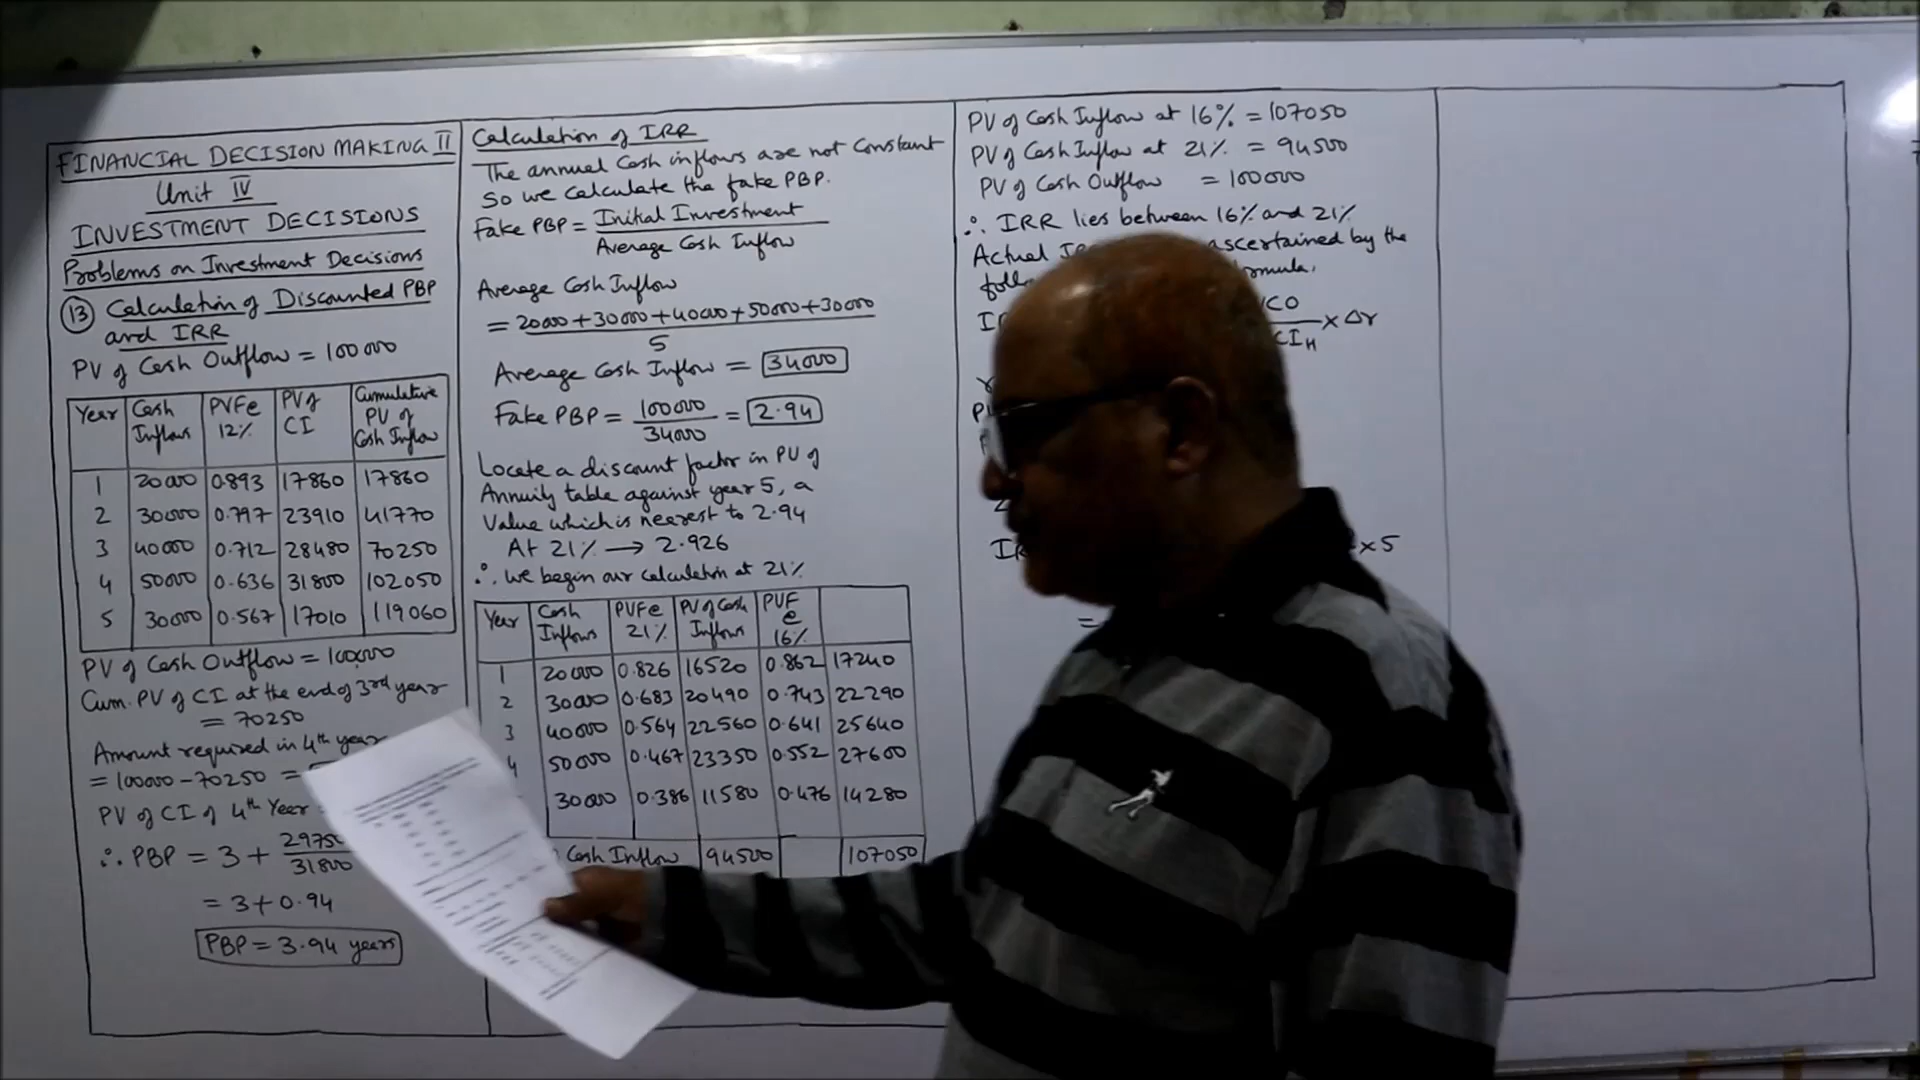 FINANCIAL DECISION MAKING II
Unit IV
INVESTMENT DECISIONS
Problems on Investment Decisions
(13) Calculation of Discounted PBP
and IRR
PV of Cash Outflow = 100000
Year Cash Inflows PVFe 12% PV of CI Cumulative PV of Cash Inflow
1 20000 0.893 17860 17860
2 30000 0.797 23910 41770
3 40000 0.712 28480 70250
4 50000 0.636 31800 102050
5 30000 0.567 17010 119060
PV of Cash Outflow = 100,000
Cum. PV of CI at the end of 3rd year
= 70250
Amount required in 4th year
= 100000 - 70250 =
PV of CI of 4th Year
∴ PBP = 3 + 29750
31800
= 3 + 0.94
PBP = 3.94 years
Calculation of IRR
The annual Cash inflows are not Constant
So we calculate the fake PBP.
Fake PBP = Initial Investment
Average Cash Inflow
Average Cash Inflow
= 20000 + 30000 + 40000 + 50000 + 30000
5
Average Cash Inflow = 34000
Fake PBP = 100000 = 2.94
34000
Locate a discount factor in PV of
Annuity table against year 5, a
Value which is nearest to 2.94
At 21% → 2.926
∴ We begin our calculation at 21%
Year Cash Inflows PVFe 21% PV of Cash Inflows PVFe 16%
1 20000 0.826 16520 0.862 17240
2 30000 0.683 20490 0.743 22290
3 40000 0.564 22560 0.641 25640
4 50000 0.467 23350 0.552 27600
30000 0.386 11580 0.476 14280
Cash Inflow 94500 107050
PV of Cash Inflow at 16% = 107050
PV of Cash Inflow at 21% = 94500
PV of Cash Outflow = 100000
∴ IRR lies between 16% and 21%
Actual ascertained by the
CO
CI H × Δr
× 5
=